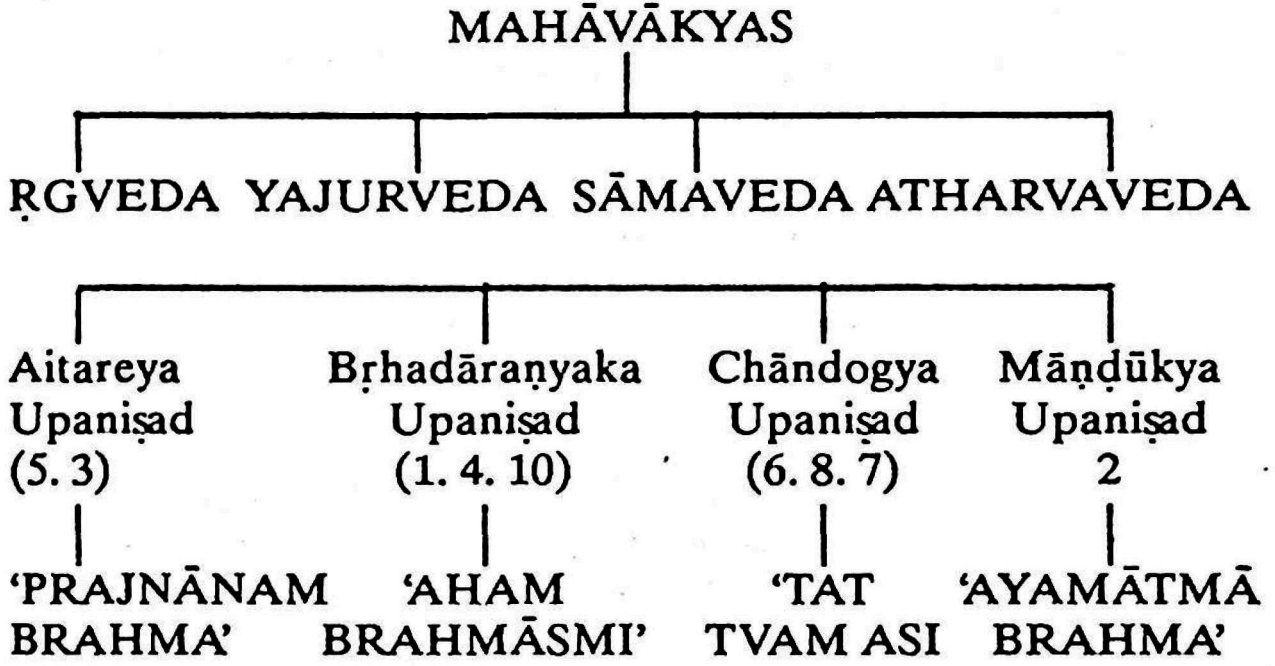 MAHĀVĀKYAS
ṚGVEDA YAJURVEDA SĀMAVEDA ATHARVAVEDA
Aitareya Bṛhadāraṇyaka Chāndogya Māṇḍūkya
Upaniṣad Upaniṣad Upaniṣad Upaniṣad
(5. 3) (1. 4. 10) (6. 8. 7) 2
‘PRAJNĀNAM ‘AHAM ‘TAT ‘AYAMĀTMĀ
BRAHMA’ BRAHMĀSMI’ TVAM ASI BRAHMA’